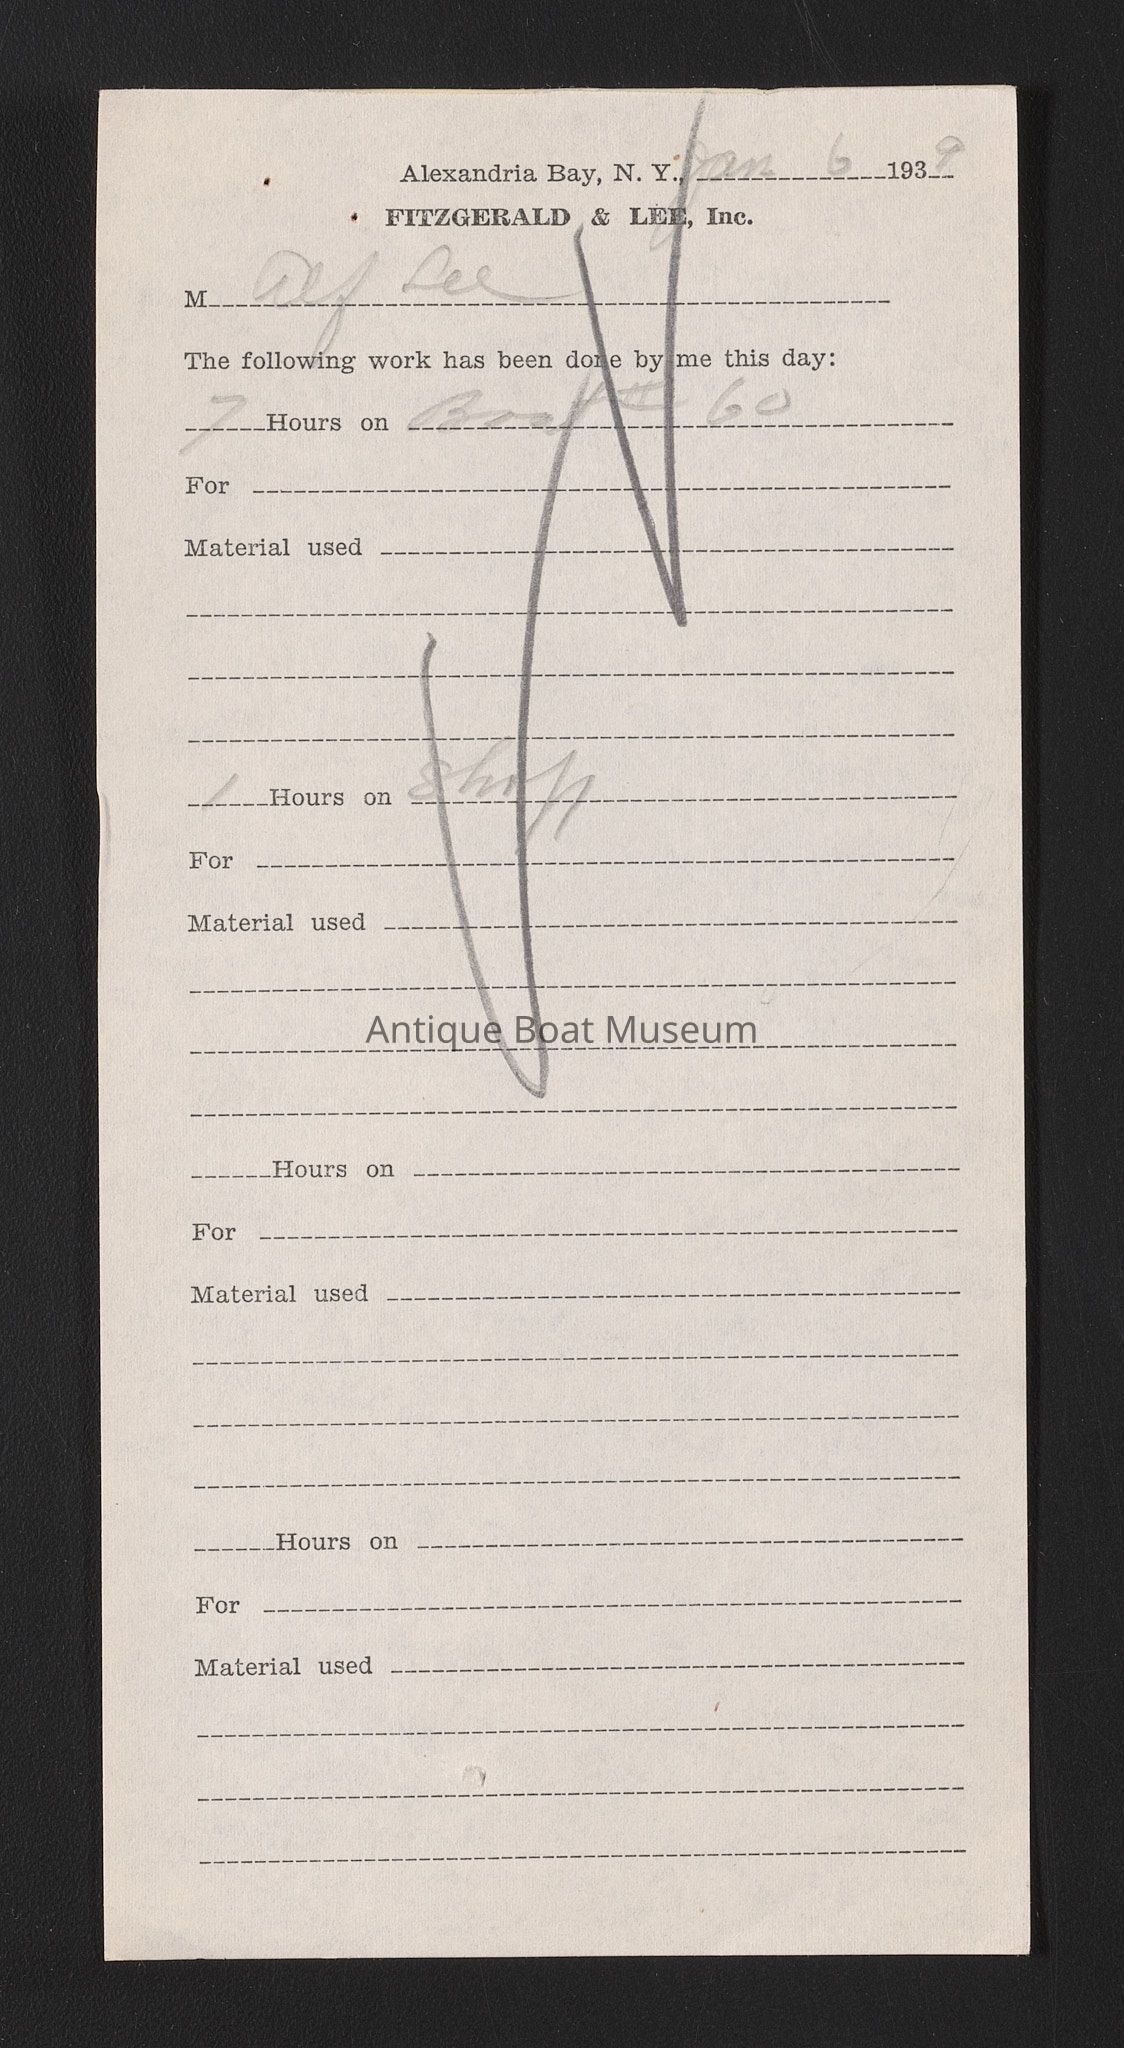 Alexandria Bay, N. Y., Jan 6 1939
FITZGERALD & LEE, Inc.
M Alf Lee
The following work has been done by me this day:
7 Hours on Boat # 60
For
Material used
1 Hours on Shop
For
Material used
Antique Boat Museum
Hours on
For
Material used
Hours on
For
Material used